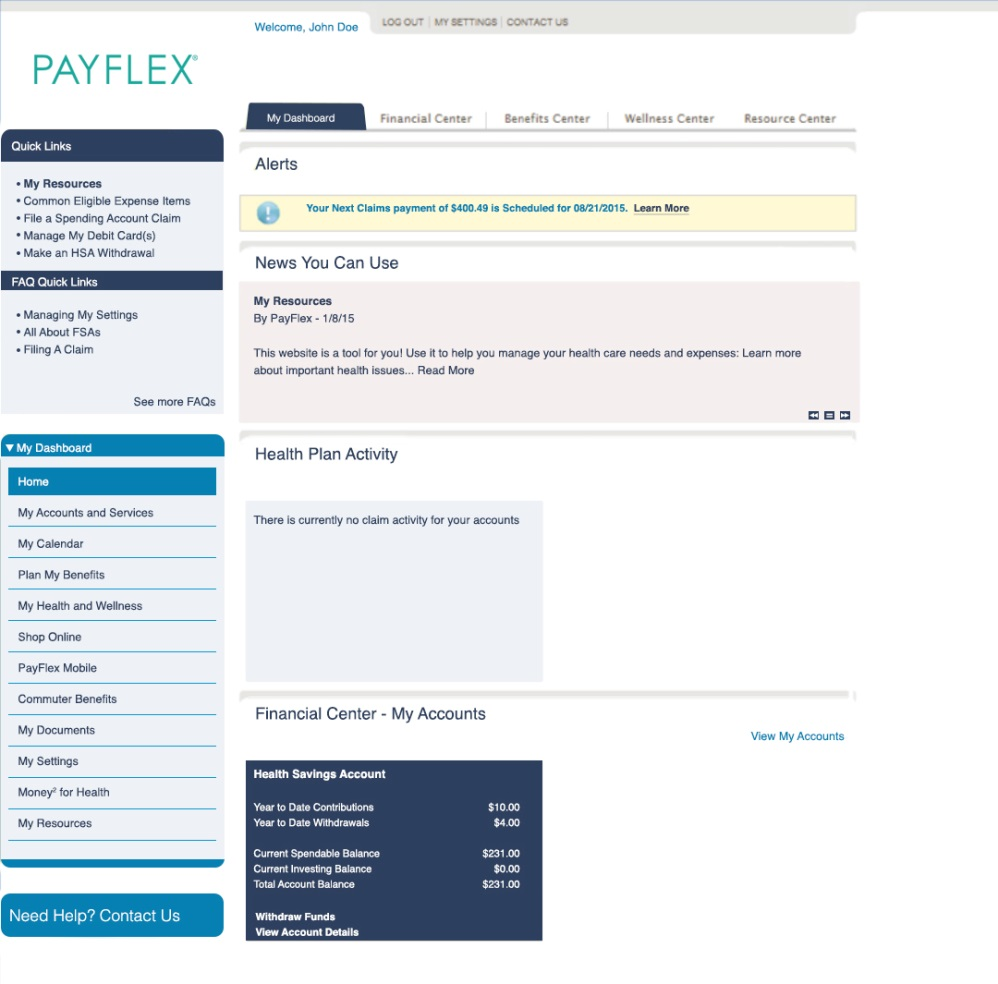 Welcome, John Doe
LOG OUT | MY SETTINGS | CONTACT US
PAYFLEX®
My Dashboard
Financial Center
Benefits Center
Wellness Center
Resource Center
Quick Links
• My Resources
• Common Eligible Expense Items
• File a Spending Account Claim
• Manage My Debit Card(s)
• Make an HSA Withdrawal
FAQ Quick Links
• Managing My Settings
• All About FSAs
• Filing A Claim
See more FAQs
▼ My Dashboard
Home
My Accounts and Services
My Calendar
Plan My Benefits
My Health and Wellness
Shop Online
PayFlex Mobile
Commuter Benefits
My Documents
My Settings
Money² for Health
My Resources
Need Help? Contact Us
Alerts
Your Next Claims payment of $400.49 is Scheduled for 08/21/2015. Learn More
News You Can Use
My Resources
By PayFlex - 1/8/15
This website is a tool for you! Use it to help you manage your health care needs and expenses: Learn more
about important health issues... Read More
Health Plan Activity
There is currently no claim activity for your accounts
Financial Center - My Accounts
View My Accounts
Health Savings Account
Year to Date Contributions $10.00
Year to Date Withdrawals $4.00
Current Spendable Balance $231.00
Current Investing Balance $0.00
Total Account Balance $231.00
Withdraw Funds
View Account Details